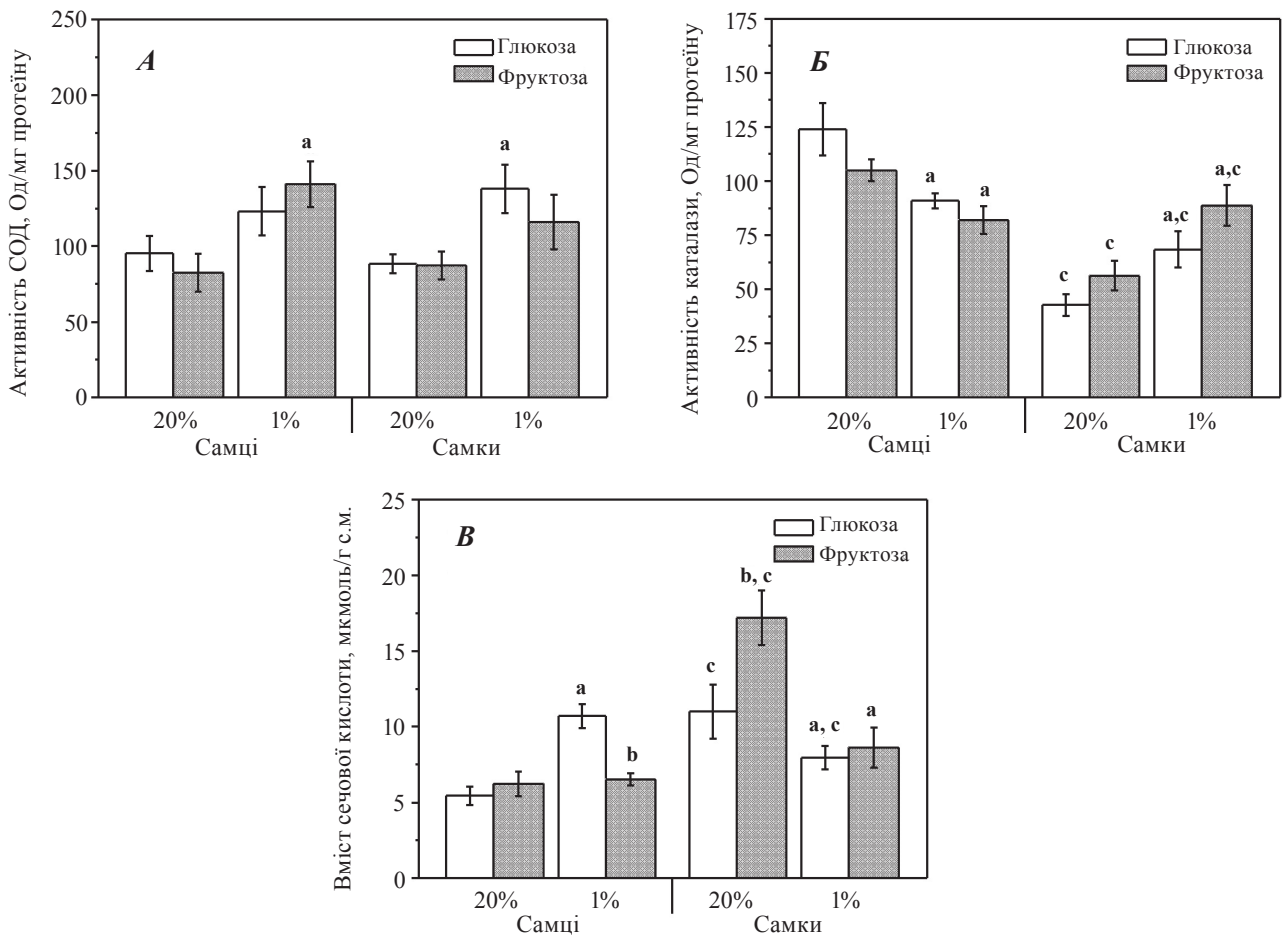 Активність СОД, Од/мг протеїну
250
200
150
100
50
0
А
Глюкоза
Фруктоза
a
a
20%
1%
20%
1%
Самці
Самки
Активність каталази, Од/мг протеїну
175
150
125
100
75
50
25
0
Б
Глюкоза
Фруктоза
a
a
c
c
a,c
a,c
20%
1%
20%
1%
Самці
Самки
Вміст сечової кислоти, мкмоль/г с.м.
25
20
15
10
5
0
В
Глюкоза
Фруктоза
a
b
c
b, c
a, c
a
20%
1%
20%
1%
Самці
Самки